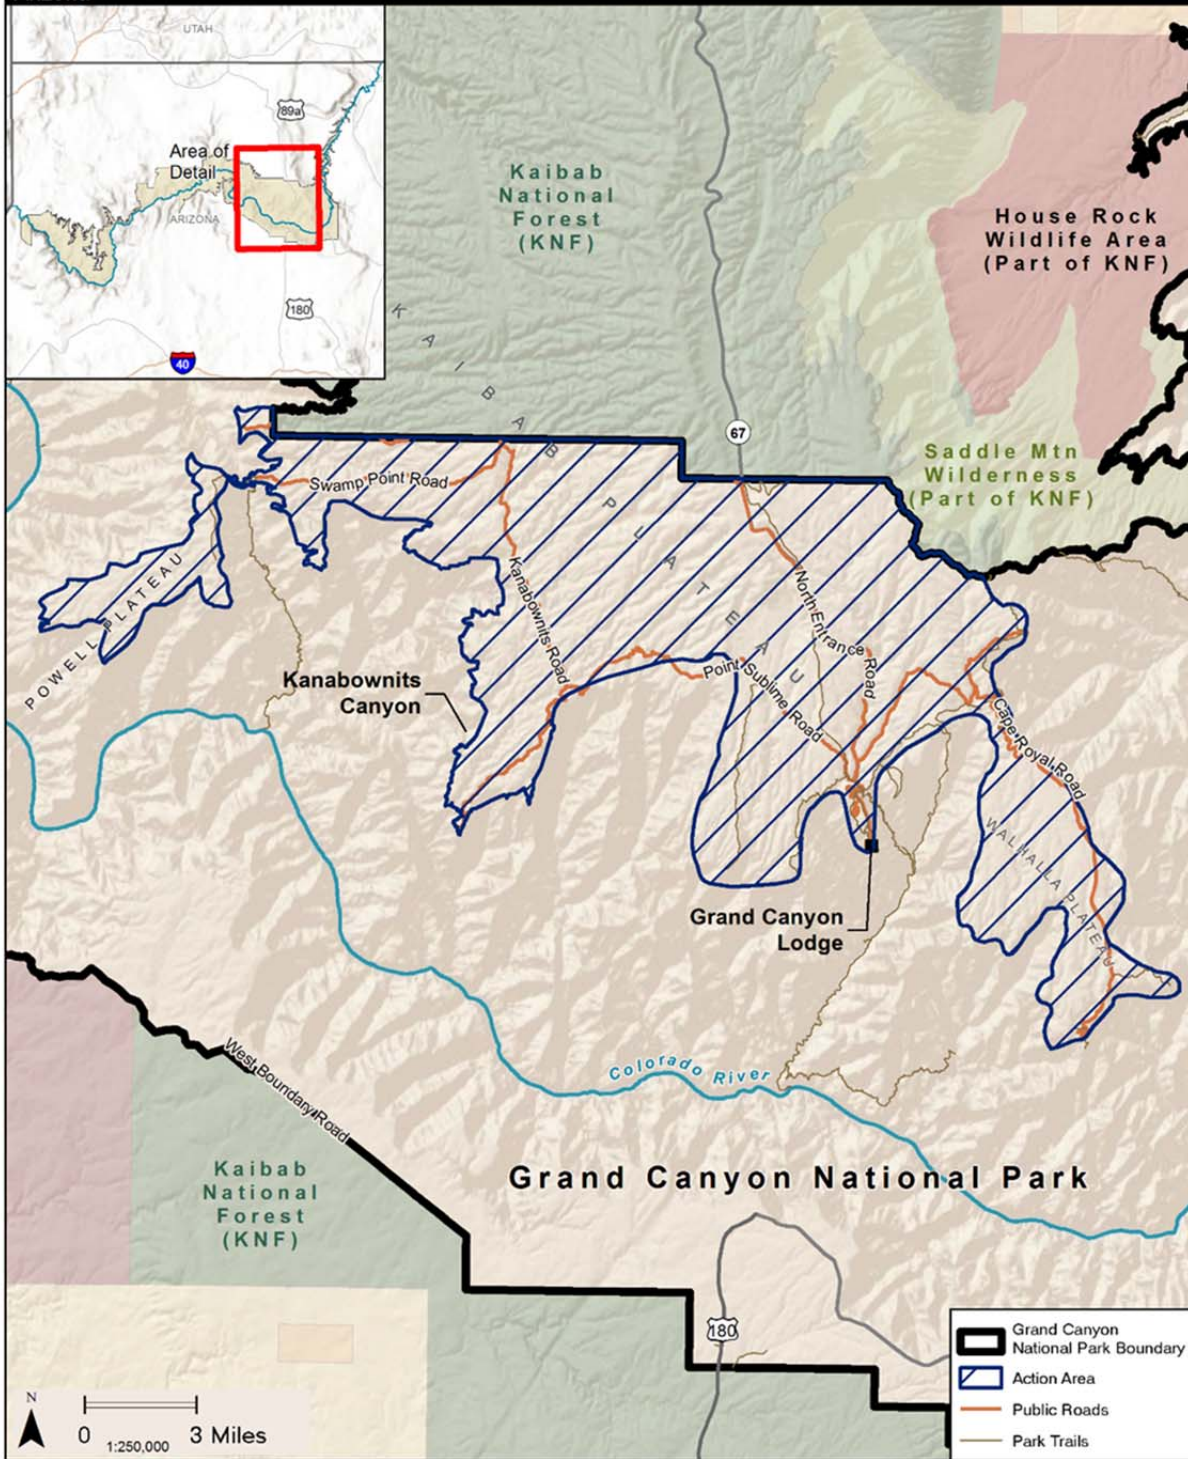 UTAH
89a
Area of
Detail
ARIZONA
180
40
Kaibab
National
Forest
(KNF)
House Rock
Wildlife Area
(Part of KNF)
67
Saddle Mtn
Wilderness
(Part of KNF)
KAIBAB PLATEAU
Swamp Point Road
Kanabownits Road
North Entrance Road
POWELL PLATEAU
Point Sublime Road
Kanabownits
Canyon
Cape Royal Road
WALHALLA PLATEAU
Grand Canyon
Lodge
West Boundary Road
Colorado River
Kaibab
National
Forest
(KNF)
Grand Canyon National Park
180
N
0 3 Miles
1:250,000
Grand Canyon
National Park Boundary
Action Area
Public Roads
Park Trails